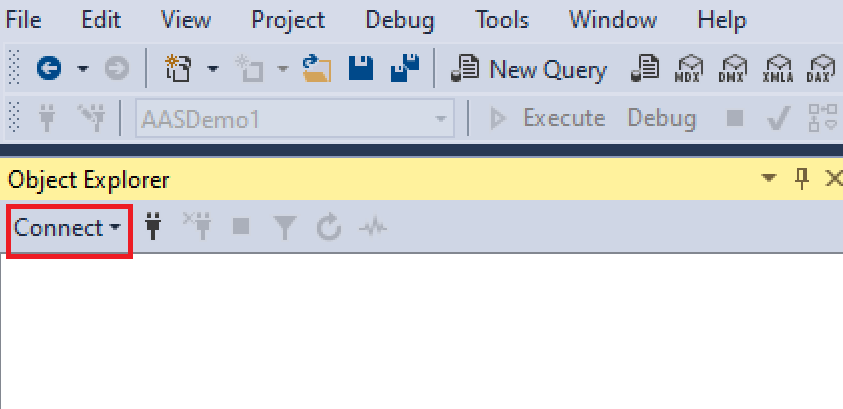 File Edit View Project Debug Tools Window Help
New Query MDX DMX XMLA DAX
AASDemo1 Execute Debug
Object Explorer
Connect